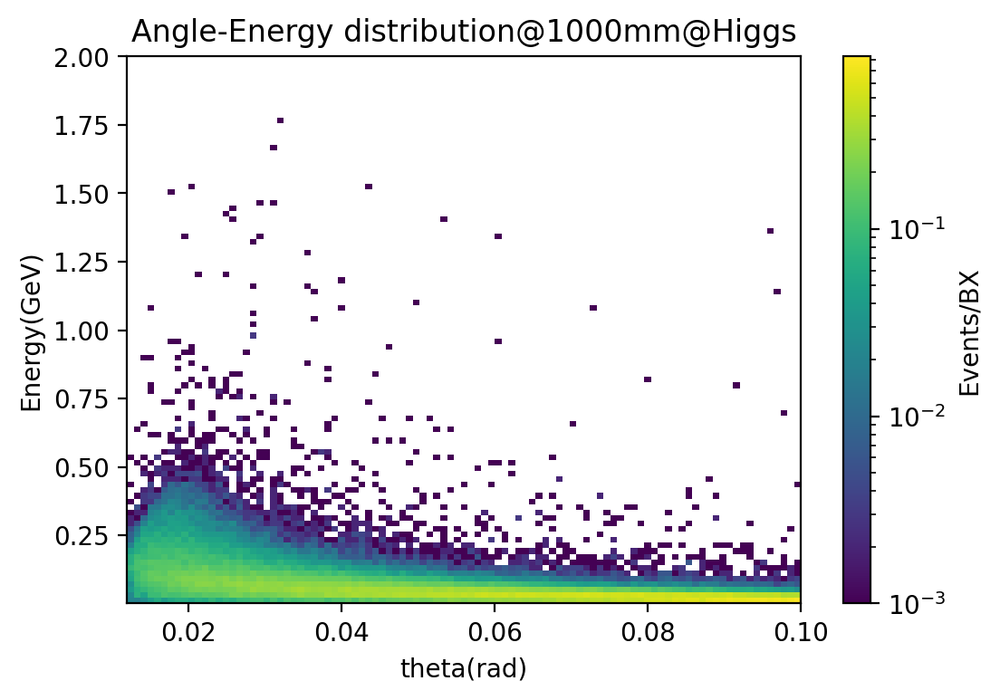 Angle-Energy distribution@1000mm@Higgs
2.00
1.75
1.50
1.25
1.00
0.75
0.50
0.25
Energy(GeV)
0.02 0.04 0.06 0.08 0.10
theta(rad)
10⁻¹
10⁻²
10⁻³
Events/BX